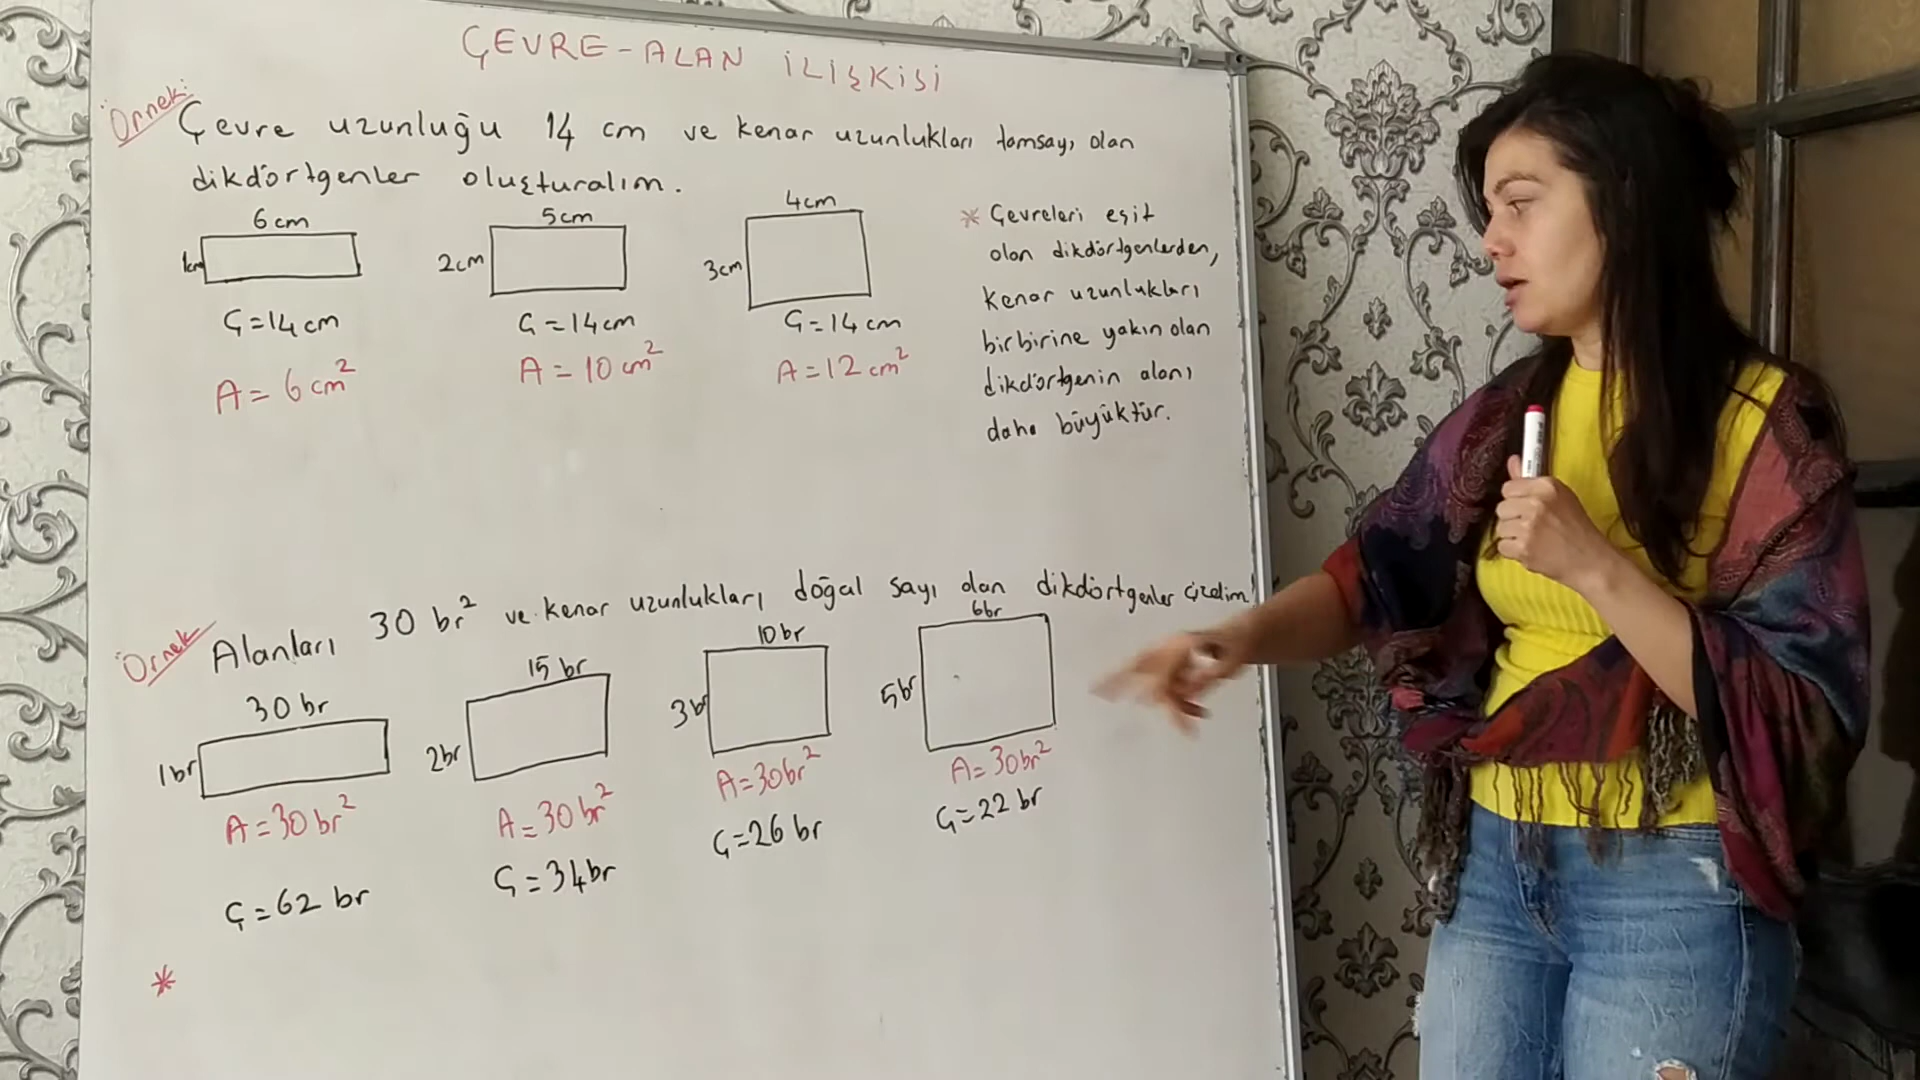 ÇEVRE-ALAN İLİŞKİSİ
Örnek: Çevre uzunluğu 14 cm ve kenar uzunlukları tamsayı olan
dikdörtgenler oluşturalım.
6 cm
1cm
Ç=14 cm
A = 6 cm²
5cm
2cm
Ç=14cm
A = 10 cm²
4cm
3cm
Ç=14 cm
A=12 cm²
* Çevreleri eşit
olan dikdörtgenlerden,
kenar uzunlukları
birbirine yakın olan
dikdörtgenin alanı
daha büyüktür.
Örnek Alanları 30 br² ve kenar uzunlukları doğal sayı olan dikdörtgenler çizelim!
30 br
1br
A=30 br²
Ç=62 br
15 br
2br
A=30 br²
Ç=34br
10br
3br
A=30br²
Ç=26 br
6br
5br
A=30br²
Ç=22 br
*